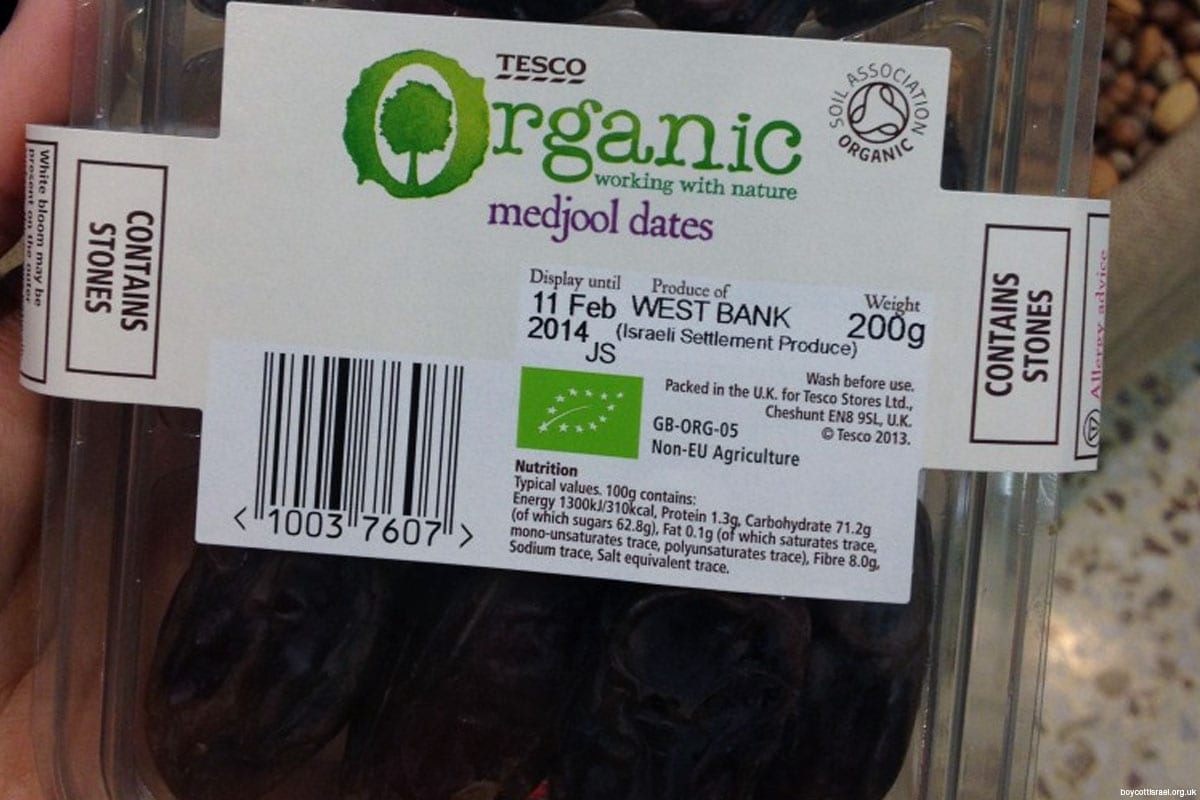 TESCO
Organic
working with nature
medjool dates
SOIL ASSOCIATION
ORGANIC
White bloom may be
present on the outer
CONTAINS
STONES
Display until
11 Feb
2014
JS
Produce of
WEST BANK
(Israeli Settlement Produce)
Weight
200g
Wash before use.
Packed in the U.K. for Tesco Stores Ltd.,
Cheshunt EN8 9SL, U.K.
© Tesco 2013.
GB-ORG-05
Non-EU Agriculture
Nutrition
Typical values. 100g contains:
Energy 1300kJ/310kcal, Protein 1.3g, Carbohydrate 71.2g
(of which sugars 62.8g), Fat 0.1g (of which saturates trace,
mono-unsaturates trace, polyunsaturates trace), Fibre 8.0g,
Sodium trace, Salt equivalent trace.
< 1003 7607 >
CONTAINS
STONES
Allergy advice
V
boycottisrael.org.uk